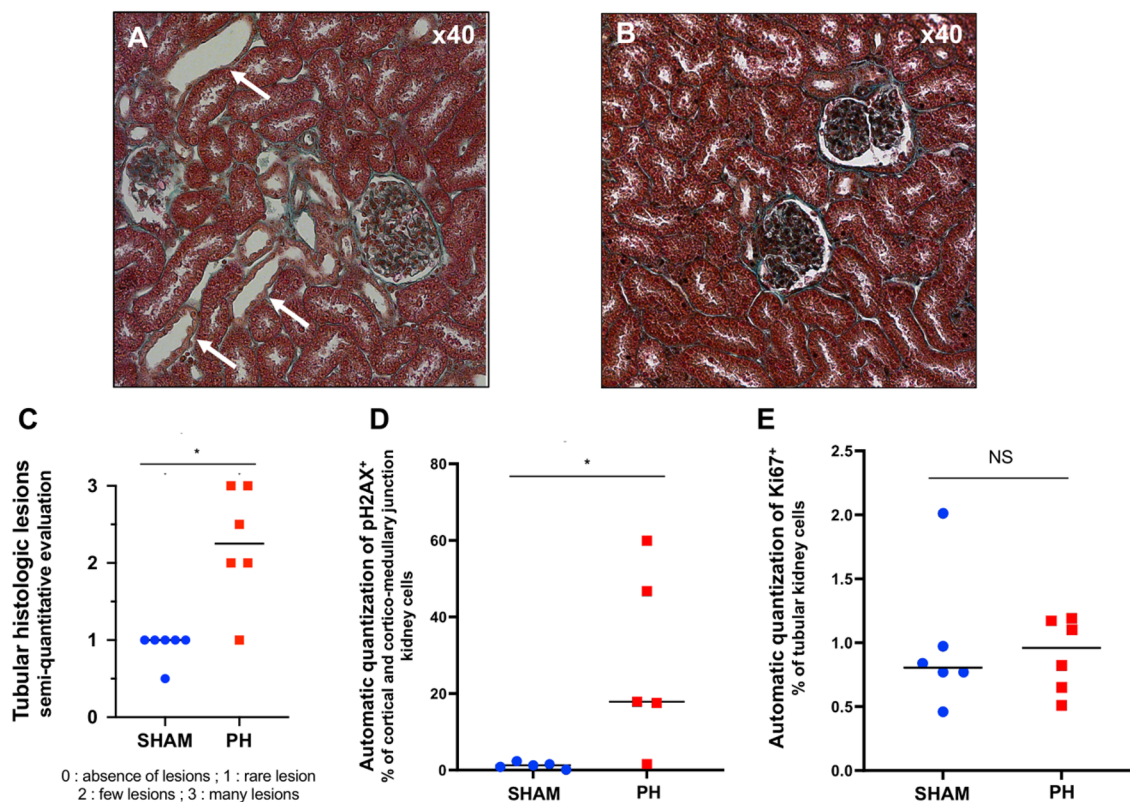 A
x40
B
x40
C
Tubular histologic lesions
semi-quantitative evaluation
3
2
1
0
*
SHAM
PH
0 : absence of lesions ; 1 : rare lesion
2 : few lesions ; 3 : many lesions
D
Automatic quantization of pH2AX⁺
% of cortical and cortico-medullary junction
kidney cells
80
60
40
20
0
*
SHAM
PH
E
Automatic quantization of Ki67⁺
% of tubular kidney cells
2.5
2.0
1.5
1.0
0.5
0.0
NS
SHAM
PH